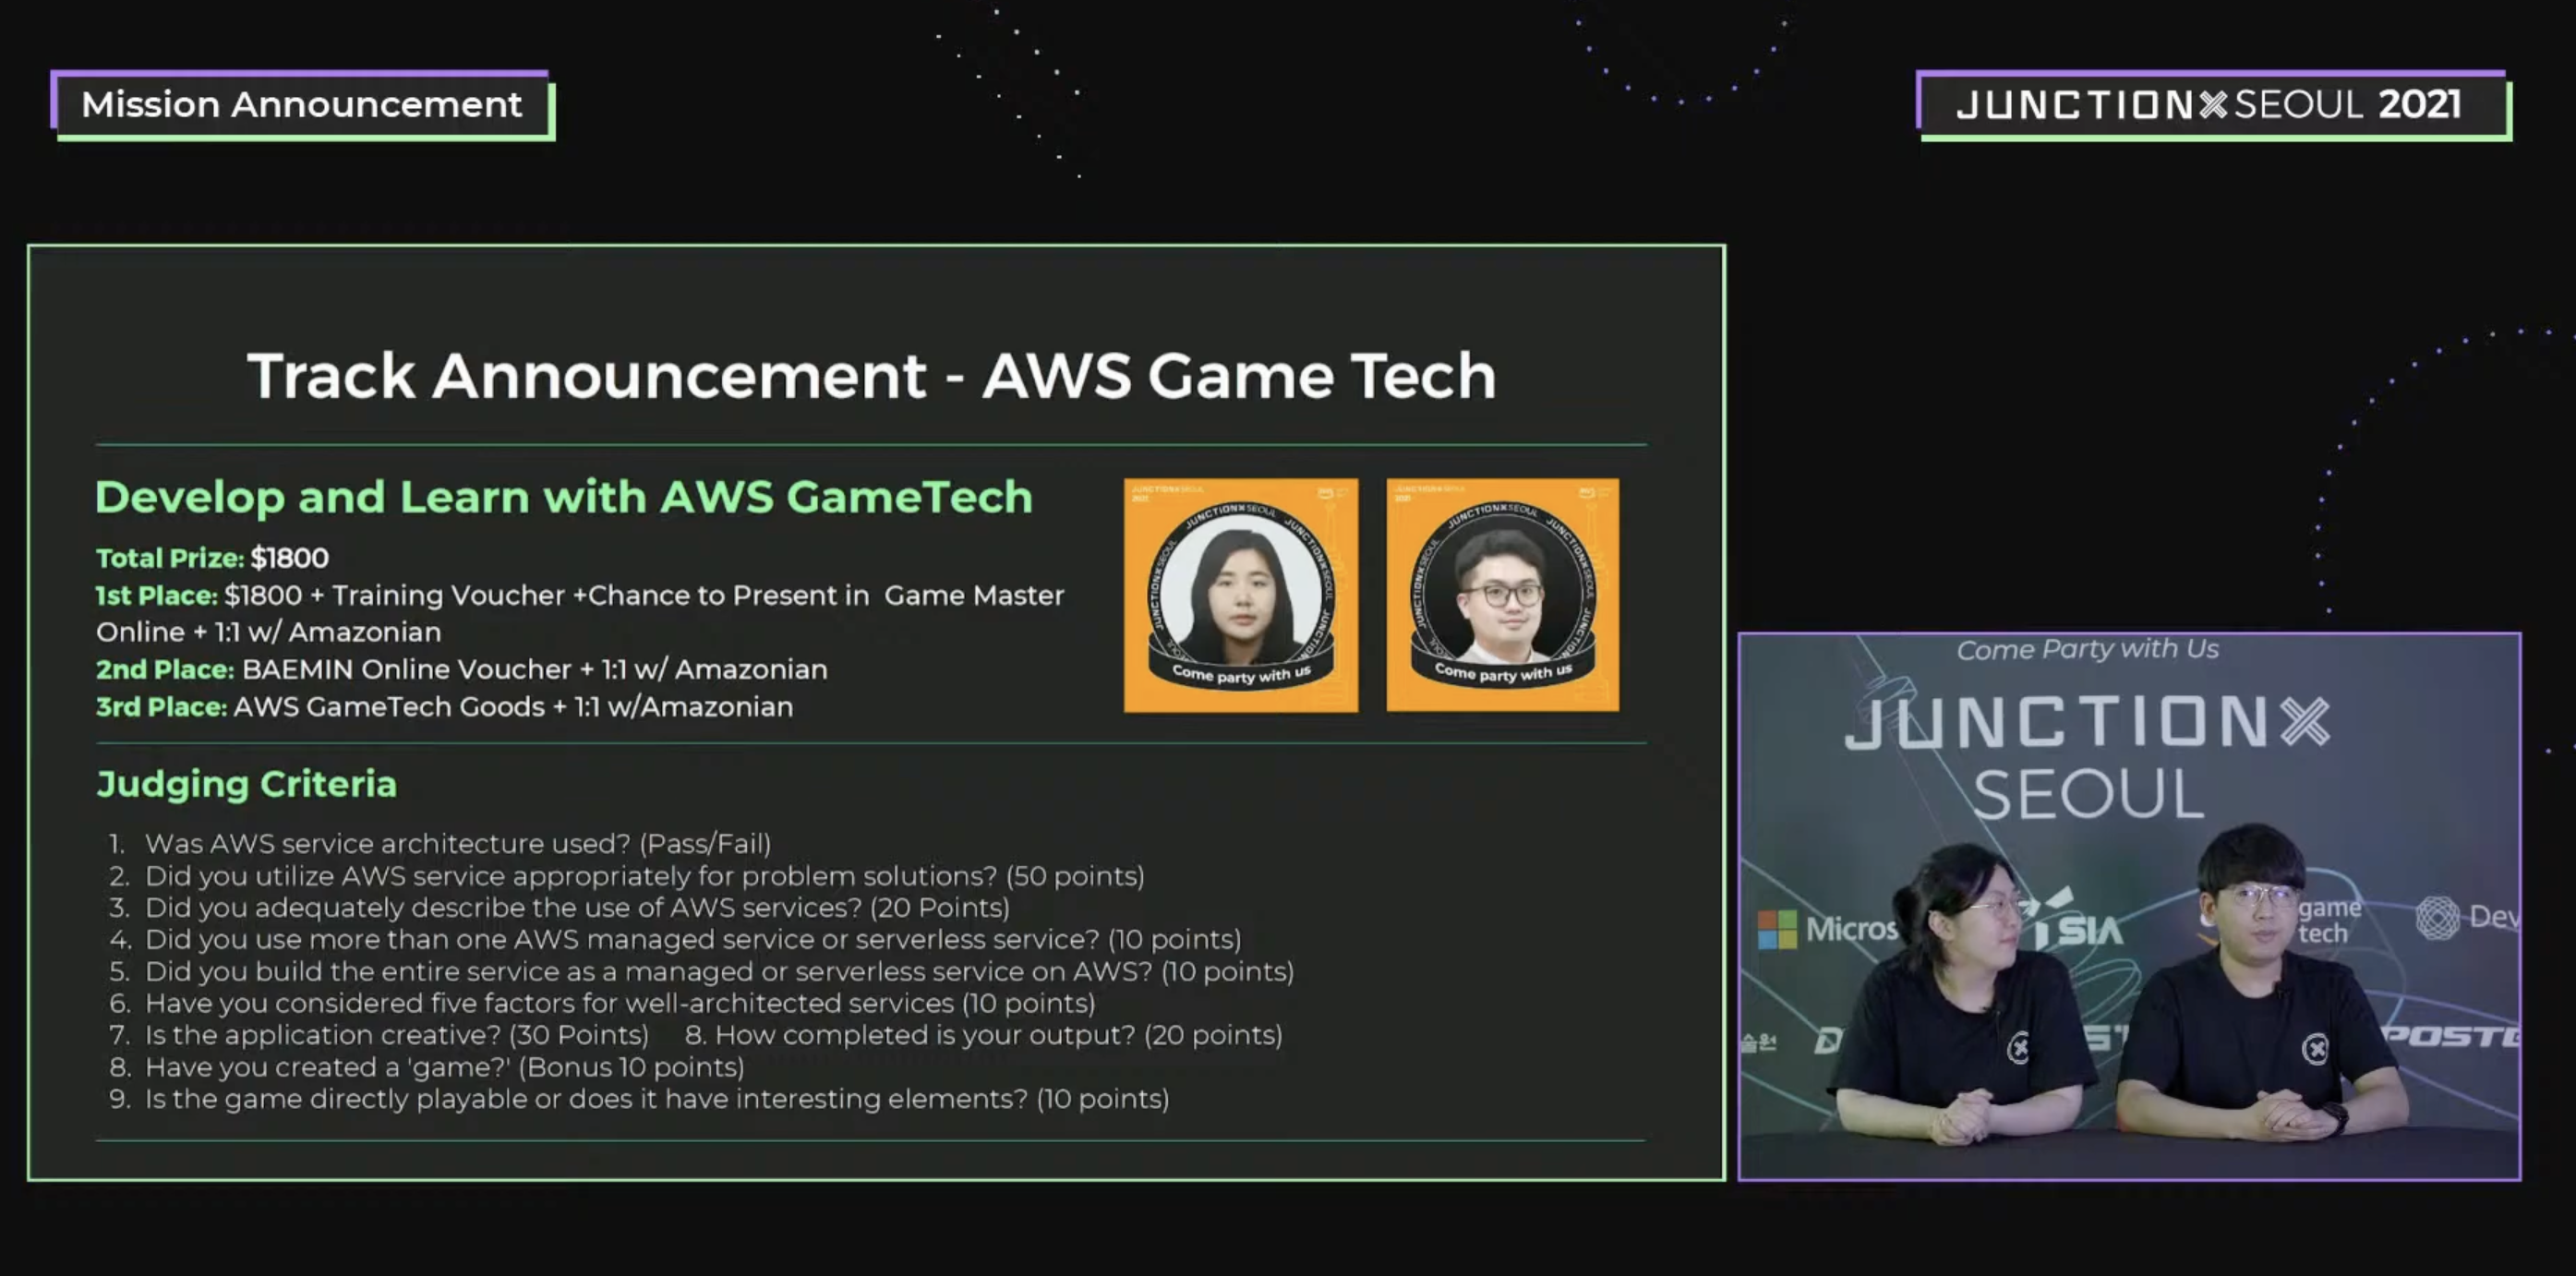 Mission Announcement
JUNCTIONXSEOUL 2021
Track Announcement - AWS Game Tech
Develop and Learn with AWS GameTech
Total Prize: $1800
1st Place: $1800 + Training Voucher +Chance to Present in Game Master
Online + 1:1 w/ Amazonian
2nd Place: BAEMIN Online Voucher + 1:1 w/ Amazonian
3rd Place: AWS GameTech Goods + 1:1 w/Amazonian
JUNCTIONXSEOUL
2021
aws
JUNCTIONXSEOUL
Come party with us
JUNCTIONXSEOUL
2021
aws
JUNCTIONXSEOUL
Come party with us
Judging Criteria
1. Was AWS service architecture used? (Pass/Fail)
2. Did you utilize AWS service appropriately for problem solutions? (50 points)
3. Did you adequately describe the use of AWS services? (20 Points)
4. Did you use more than one AWS managed service or serverless service? (10 points)
5. Did you build the entire service as a managed or serverless service on AWS? (10 points)
6. Have you considered five factors for well-architected services (10 points)
7. Is the application creative? (30 Points) 8. How completed is your output? (20 points)
8. Have you created a 'game?' (Bonus 10 points)
9. Is the game directly playable or does it have interesting elements? (10 points)
Come Party with Us
JUNCTIONX
SEOUL
Micros
SIA
game
tech
Dev
술원
POSTE